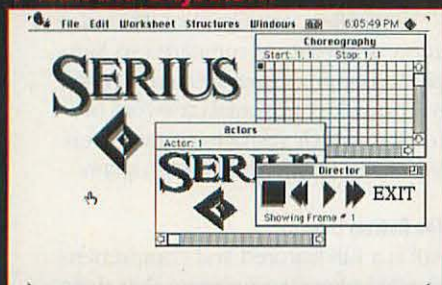 File Edit Worksheet Structures Windows 6:05:49 PM
Choreography
Start: 1, 1 Stop: 1, 1
SERIUS
Actors
Actor: 1
SERIUS
Director
EXIT
Showing Frame # 1